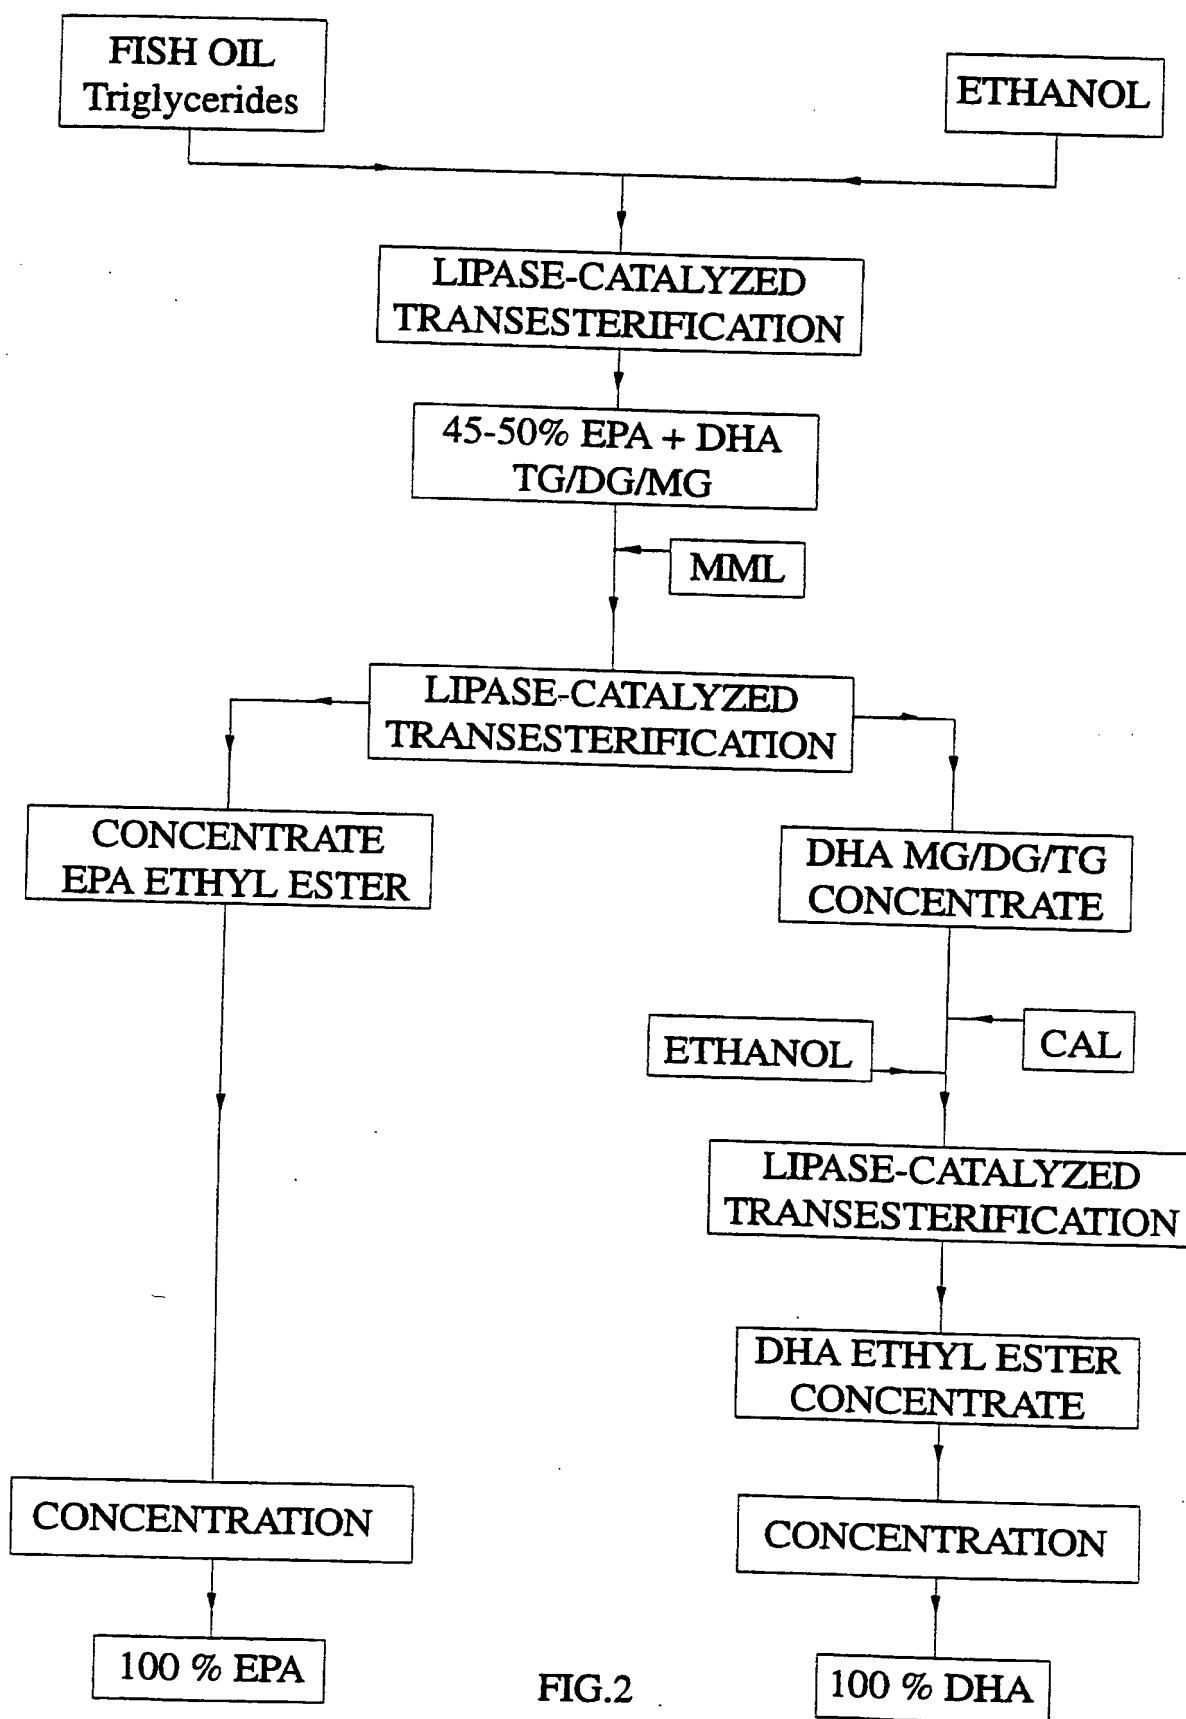 FISH OIL
Triglycerides
ETHANOL
LIPASE-CATALYZED
TRANSESTERIFICATION
45-50% EPA + DHA
TG/DG/MG
MML
LIPASE-CATALYZED
TRANSESTERIFICATION
CONCENTRATE
EPA ETHYL ESTER
DHA MG/DG/TG
CONCENTRATE
ETHANOL
CAL
LIPASE-CATALYZED
TRANSESTERIFICATION
DHA ETHYL ESTER
CONCENTRATE
CONCENTRATION
CONCENTRATION
100 % EPA
100 % DHA
FIG.2